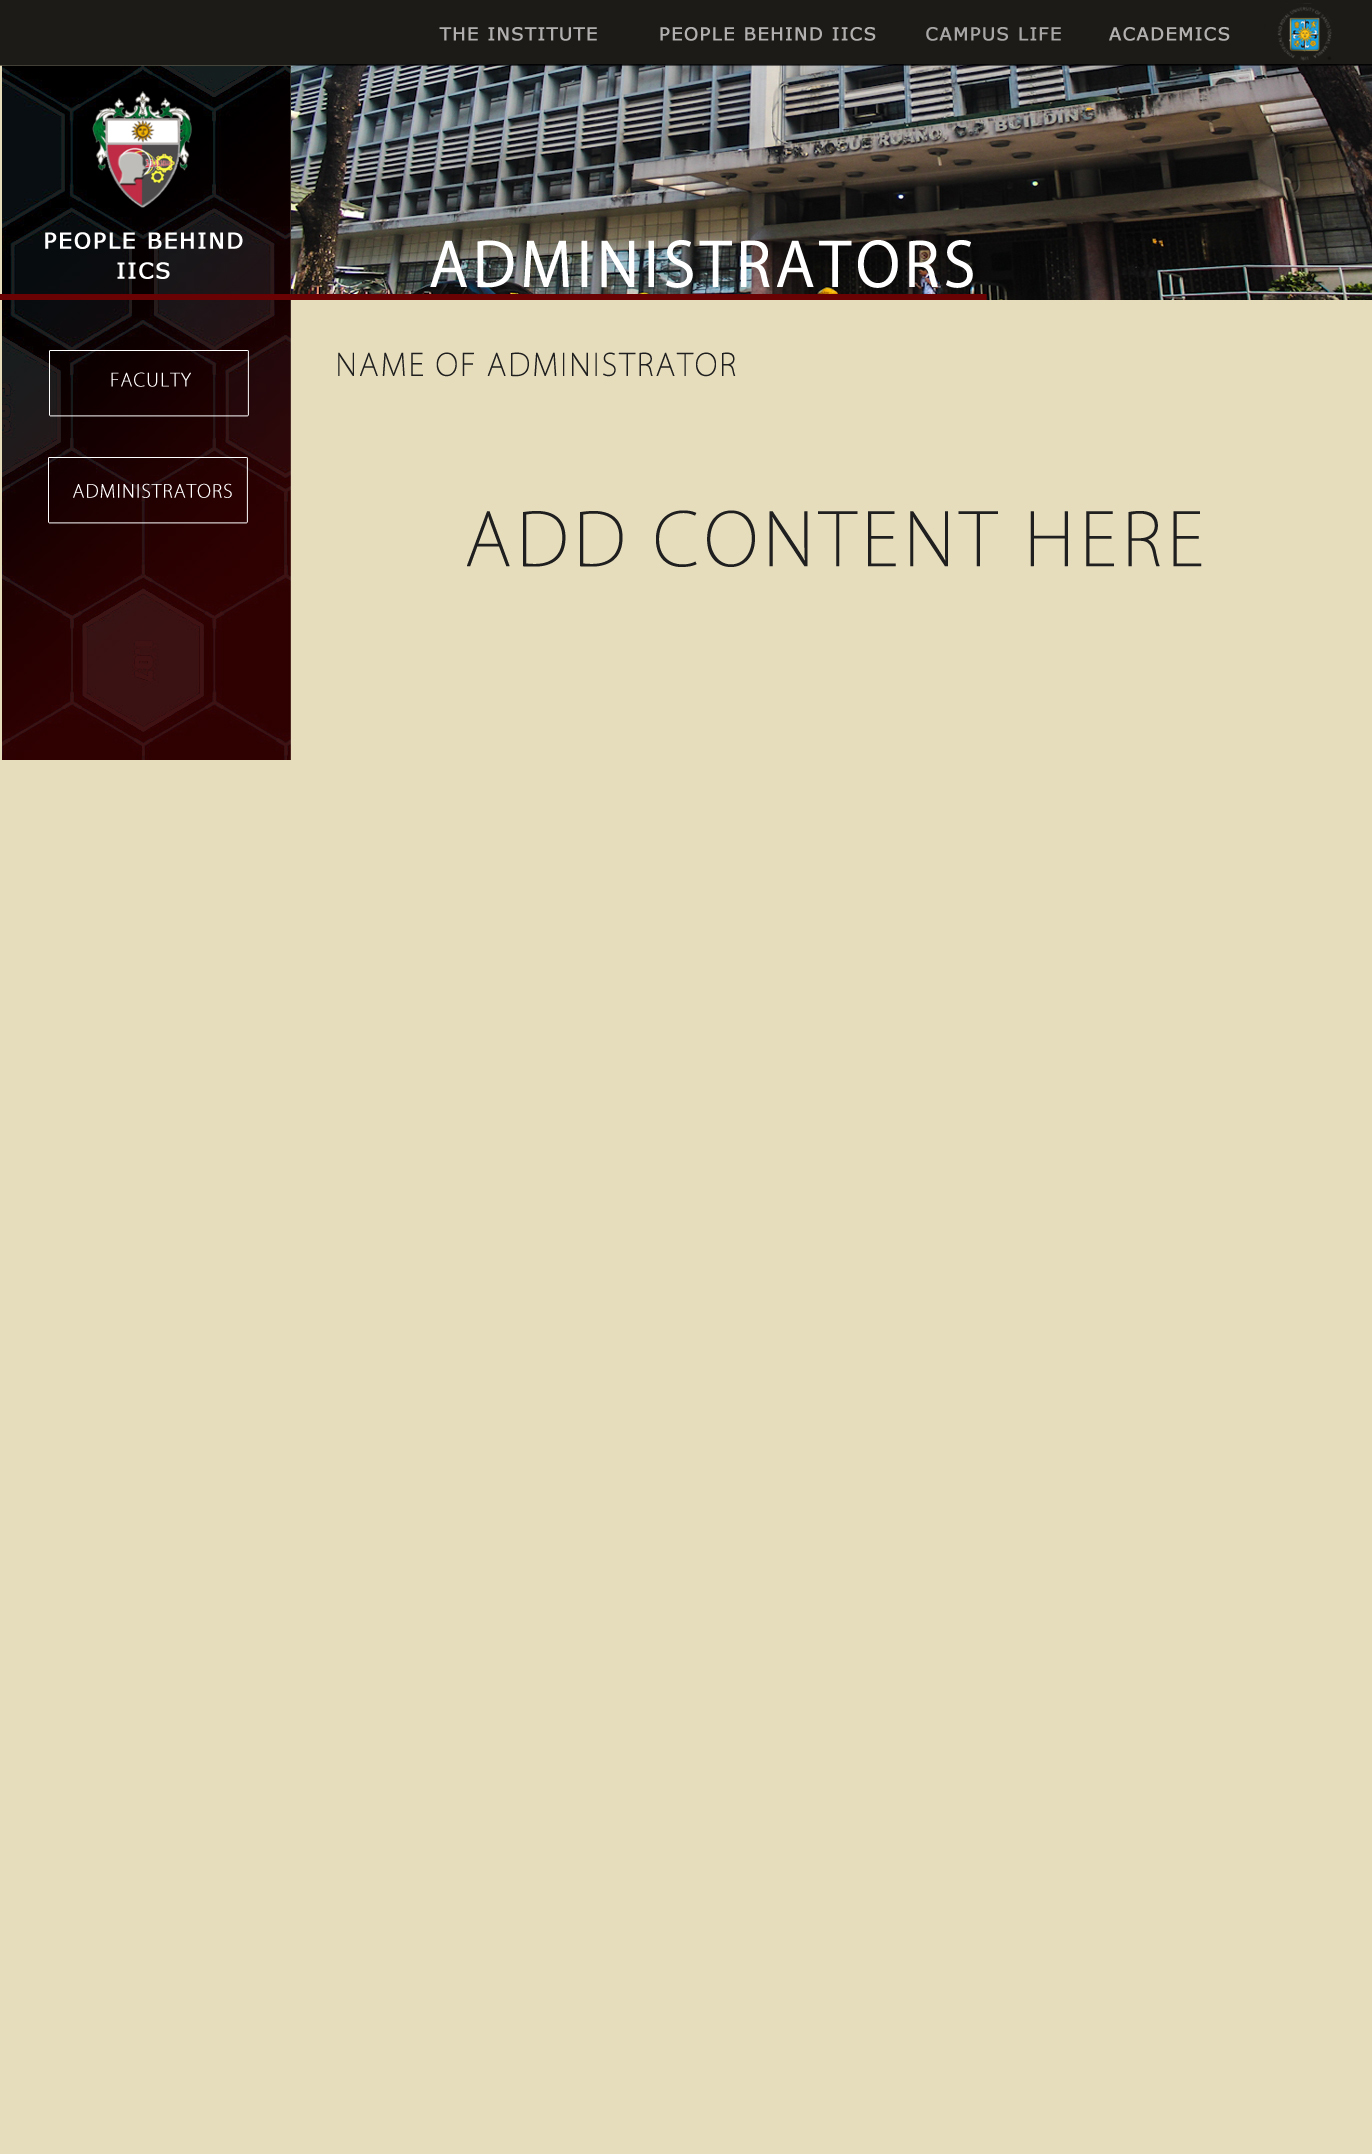 THE INSTITUTE PEOPLE BEHIND IICS CAMPUS LIFE ACADEMICS
ROQUE RUAÑO, O.P. BUILDING
PEOPLE BEHIND
IICS
ADMINISTRATORS
FACULTY
ADMINISTRATORS
NAME OF ADMINISTRATOR
ADD CONTENT HERE